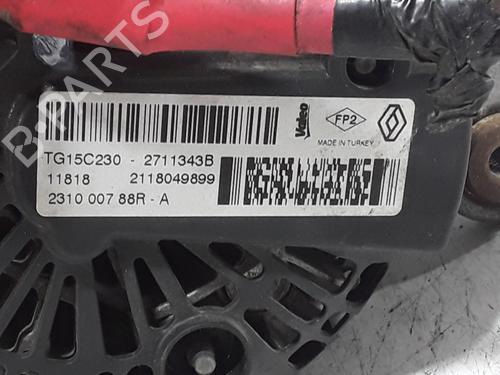 B-PARTS
Valeo
FP2
MADE IN TURKEY
TG15C230 - 2711343B
11818 2118049899
2310 007 88R - A